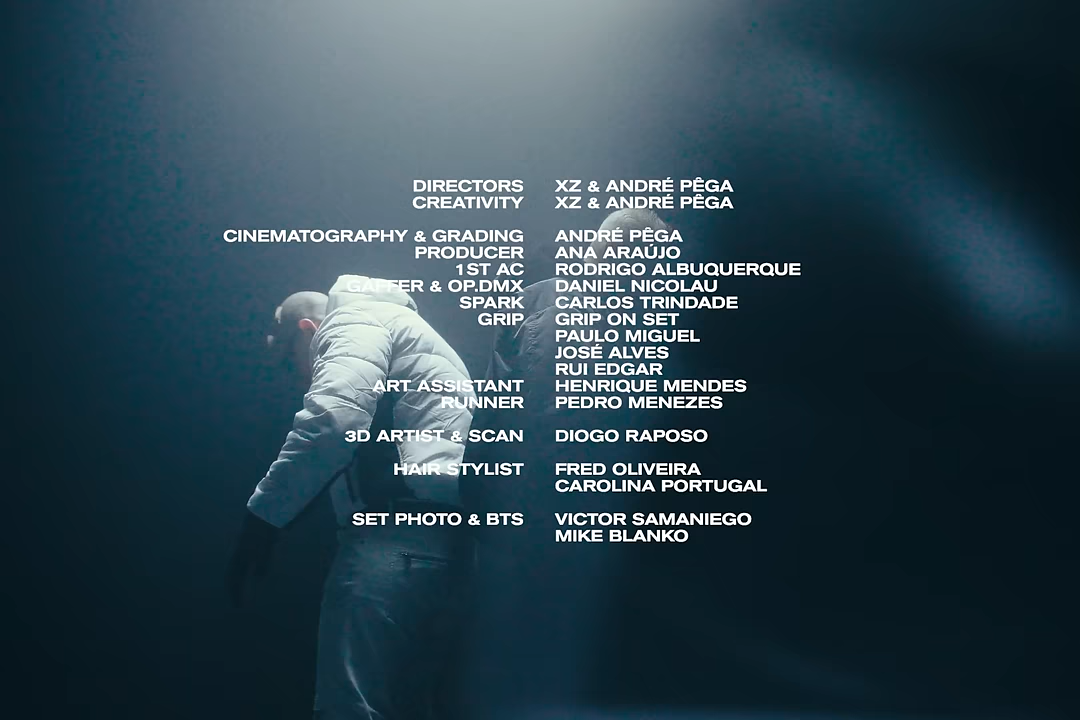 DIRECTORS XZ & ANDRÉ PÊGA
CREATIVITY XZ & ANDRÉ PÊGA
CINEMATOGRAPHY & GRADING ANDRÉ PÊGA
PRODUCER ANA ARAÚJO
1ST AC RODRIGO ALBUQUERQUE
GAFFER & OP.DMX DANIEL NICOLAU
SPARK CARLOS TRINDADE
GRIP GRIP ON SET
PAULO MIGUEL
JOSÉ ALVES
RUI EDGAR
ART ASSISTANT HENRIQUE MENDES
RUNNER PEDRO MENEZES
3D ARTIST & SCAN DIOGO RAPOSO
HAIR STYLIST FRED OLIVEIRA
CAROLINA PORTUGAL
SET PHOTO & BTS VICTOR SAMANIEGO
MIKE BLANKO